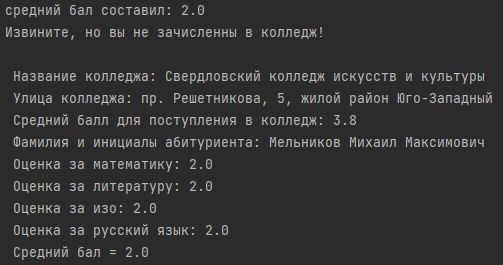 средний бал составил: 2.0
Извините, но вы не зачисленны в колледж!
Название колледжа: Свердловский колледж искусств и культуры
Улица колледжа: пр. Решетникова, 5, жилой район Юго-Западный
Средний балл для поступления в колледж: 3.8
Фамилия и инициалы абитуриента: Мельников Михаил Максимович
Оценка за математику: 2.0
Оценка за литературу: 2.0
Оценка за изо: 2.0
Оценка за русский язык: 2.0
Средний бал = 2.0